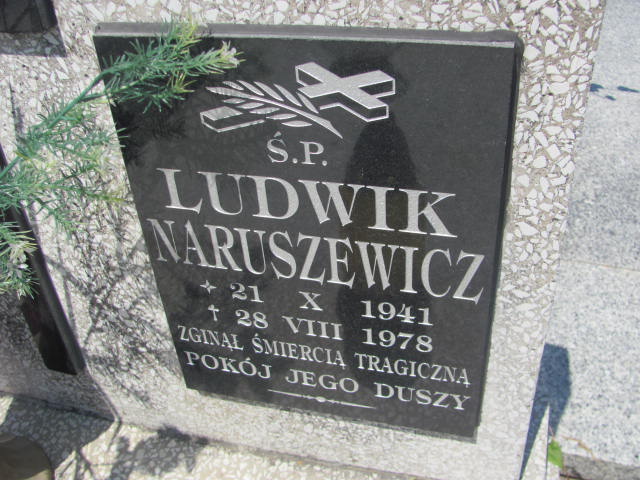 Ś.P.
LUDWIK
NARUSZEWICZ
✦ 21 X 1941
† 28 VIII 1978
ZGINĄŁ ŚMIERCIĄ TRAGICZNĄ
POKÓJ JEGO DUSZY